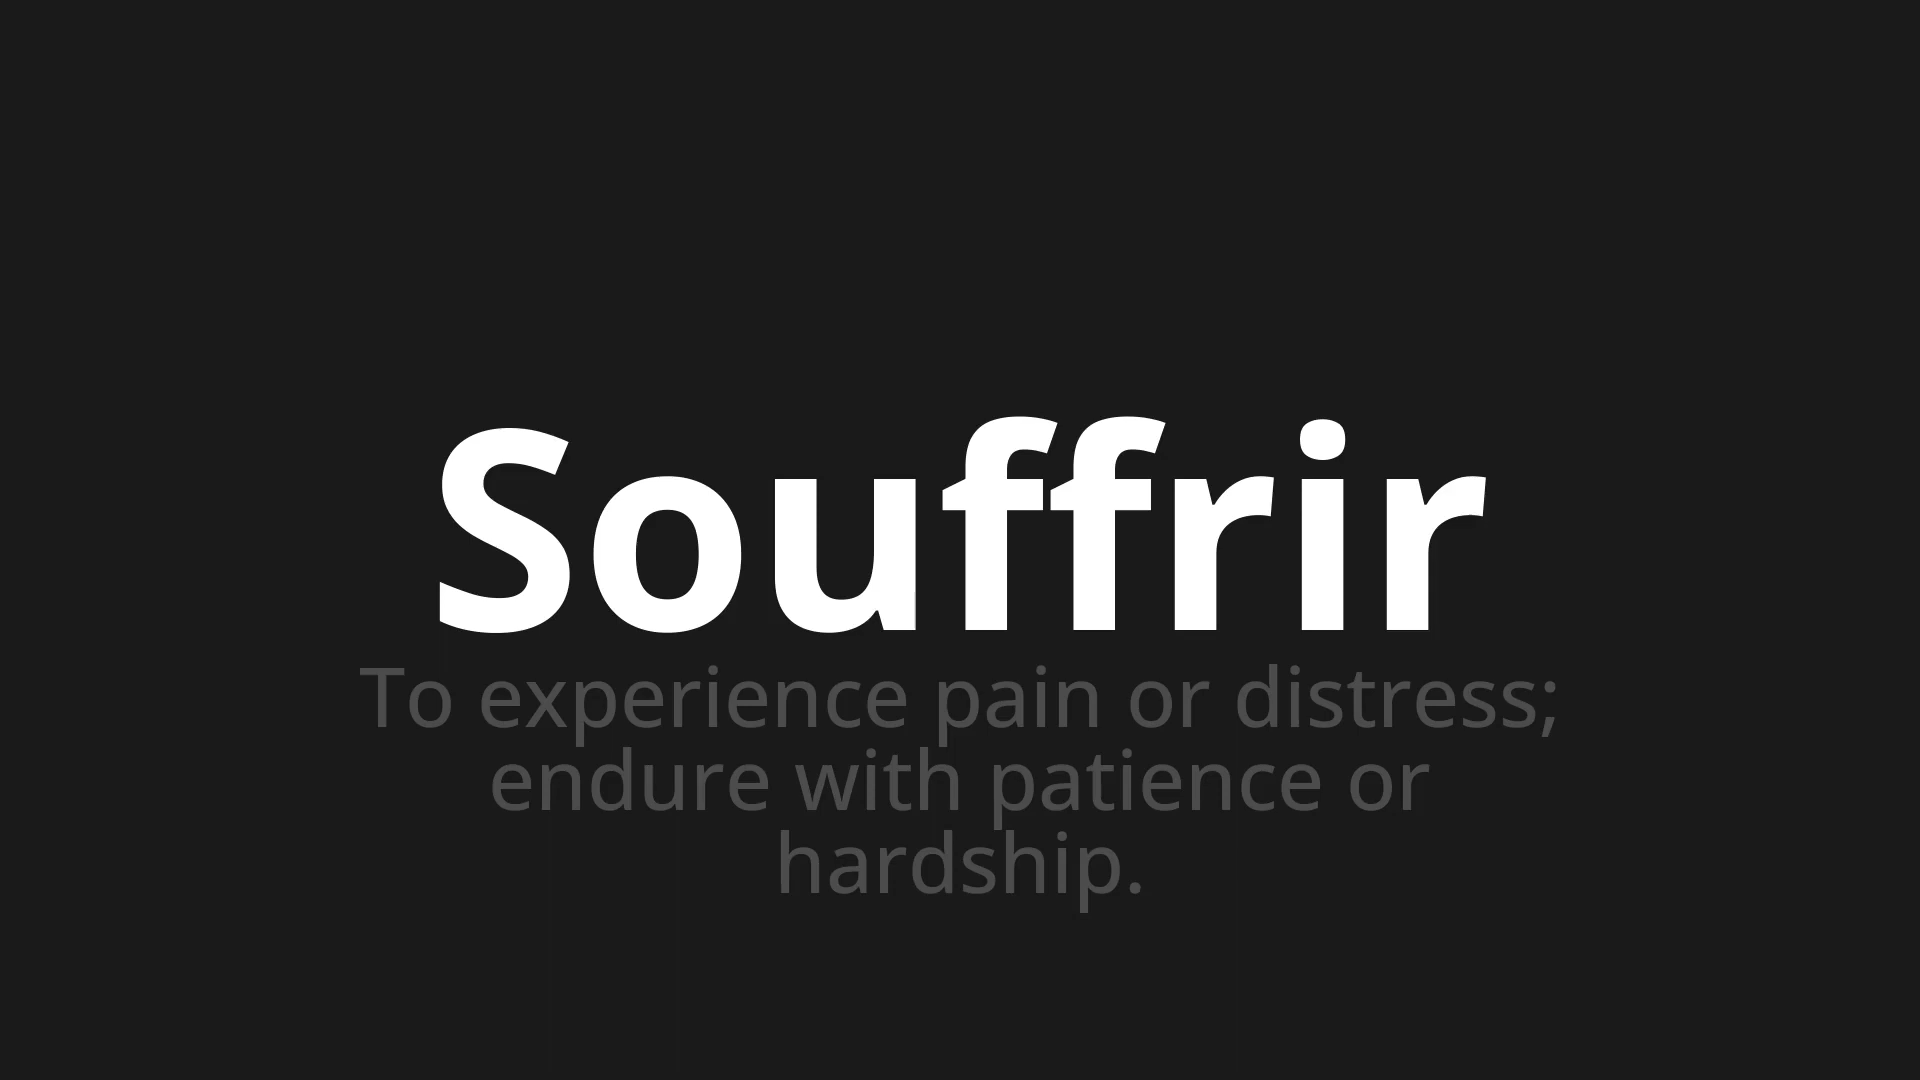 Souffrir
To experience pain or distress;
endure with patience or
hardship.